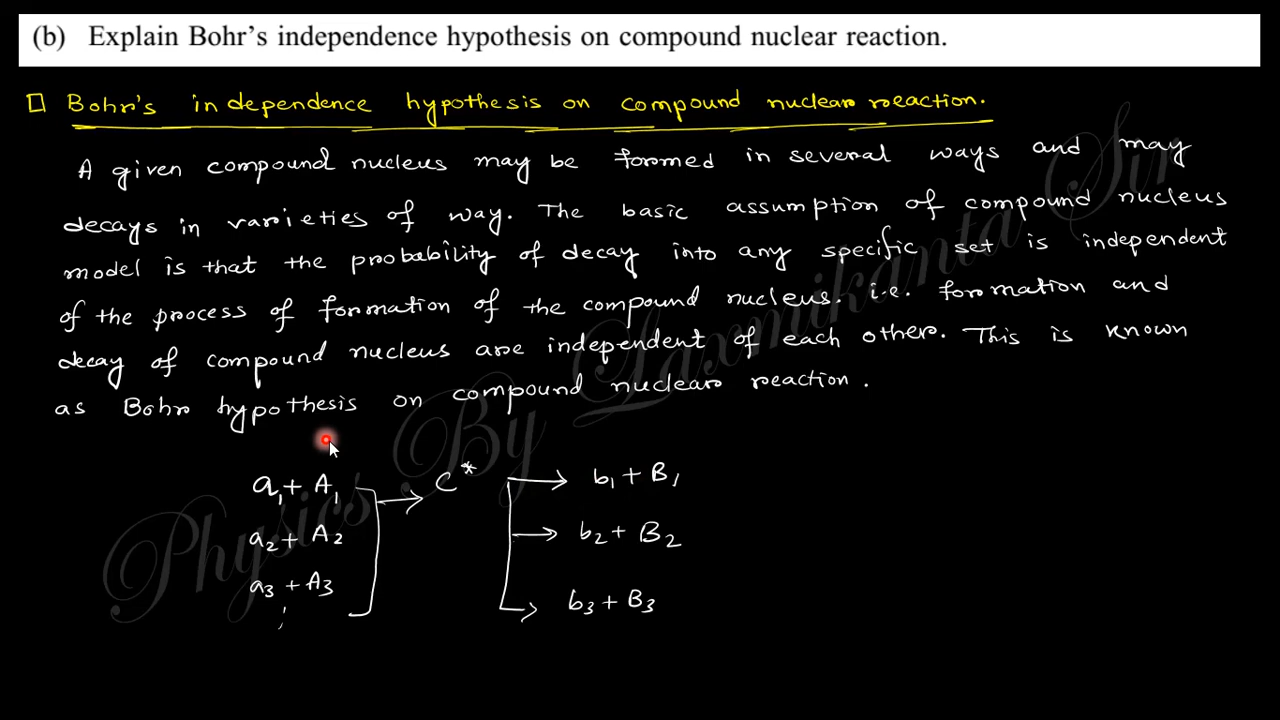 (b) Explain Bohr's independence hypothesis on compound nuclear reaction.
□ Bohr's independence hypothesis on compound nuclear reaction.
A given compound nucleus may be formed in several ways and may
decays in varieties of way. The basic assumption of compound nucleus
model is that the probability of decay into any specific set is independent
of the process of formation of the compound nucleus. i.e. formation and
decay of compound nucleus are independent of each other. This is known
as Bohr hypothesis on compound nuclear reaction.
a₁ + A₁ → C* → b₁ + B₁
a₂ + A₂ → b₂ + B₂
a₃ + A₃ → b₃ + B₃
Physics By Laxmikanta Sir